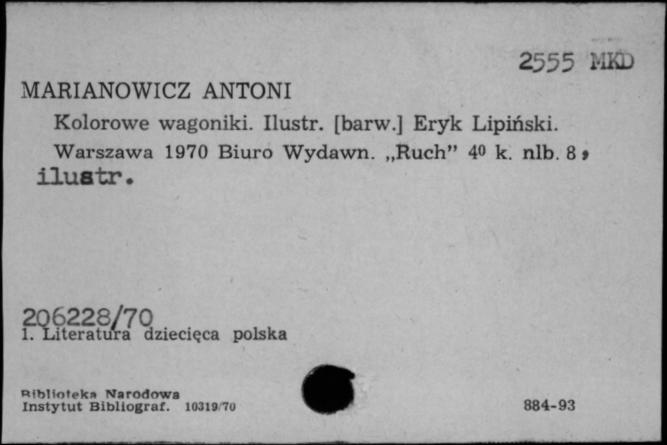 2555 MKD
MARIANOWICZ ANTONI
Kolorowe wagoniki. Ilustr. [barw.] Eryk Lipiński.
Warszawa 1970 Biuro Wydawn. „Ruch” 4⁰ k. nlb. 8,
ilustr.
206228/70
1. Literatura dziecięca polska
Biblioteka Narodowa
Instytut Bibliograf. 10319/70
884-93